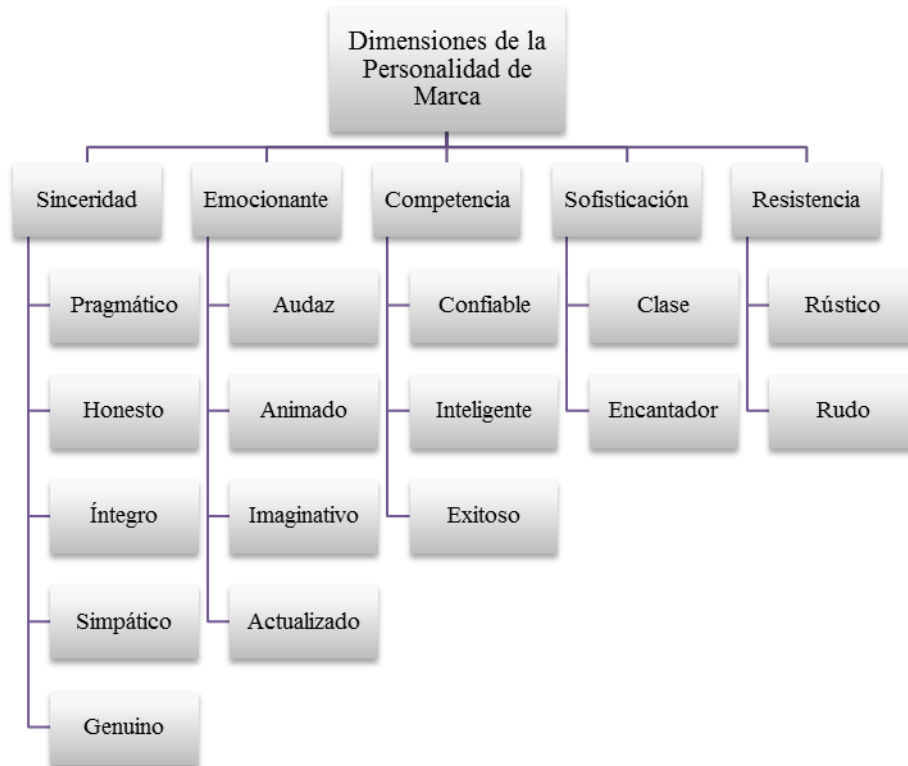 Dimensiones de la
Personalidad de
Marca
Sinceridad
Emocionante
Competencia
Sofisticación
Resistencia
Pragmático
Audaz
Confiable
Clase
Rústico
Honesto
Animado
Inteligente
Encantador
Rudo
Íntegro
Imaginativo
Exitoso
Simpático
Actualizado
Genuino